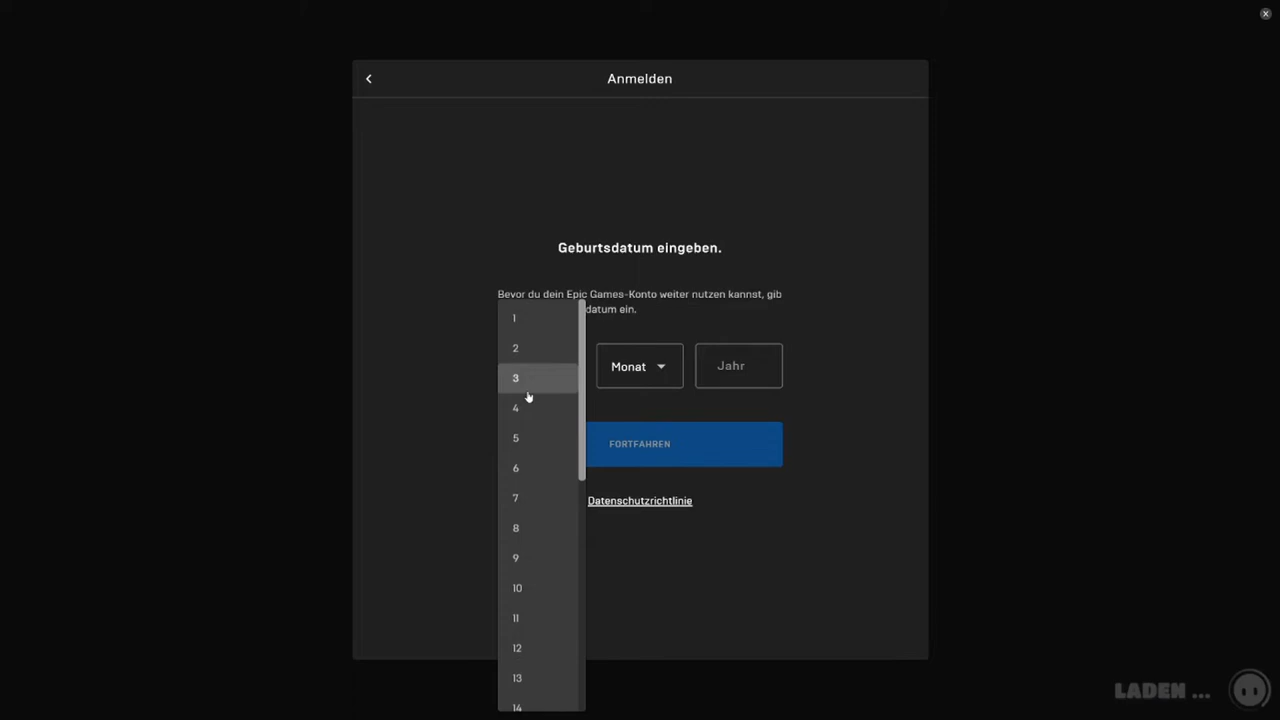 Anmelden
Geburtsdatum eingeben.
Bevor du dein Epic Games-Konto weiter nutzen kannst, gib
datum ein.
1
2
3
4
5
6
7
8
9
10
11
12
13
14
Monat
Jahr
FORTFAHREN
Datenschutzrichtlinie
LADEN ...